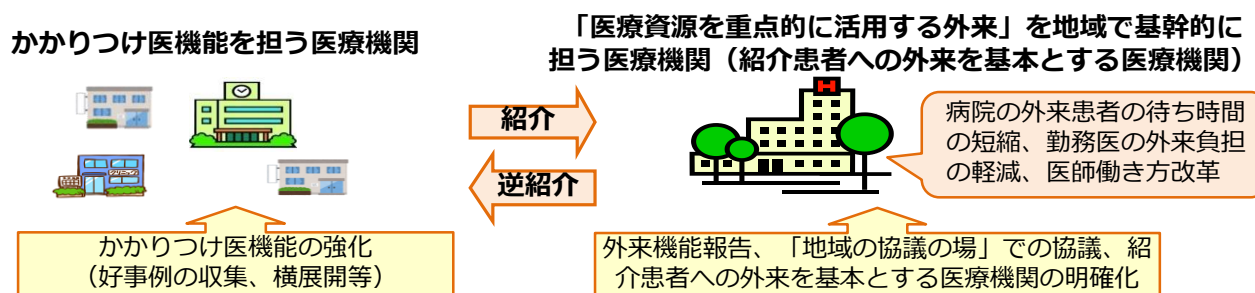 かかりつけ医機能を担う医療機関
「医療資源を重点的に活用する外来」を地域で基幹的に
担う医療機関（紹介患者への外来を基本とする医療機関）
紹介
逆紹介
病院の外来患者の待ち時間
の短縮、勤務医の外来負担
の軽減、医師働き方改革
かかりつけ医機能の強化
（好事例の収集、横展開等）
外来機能報告、「地域の協議の場」での協議、紹
介患者への外来を基本とする医療機関の明確化
H